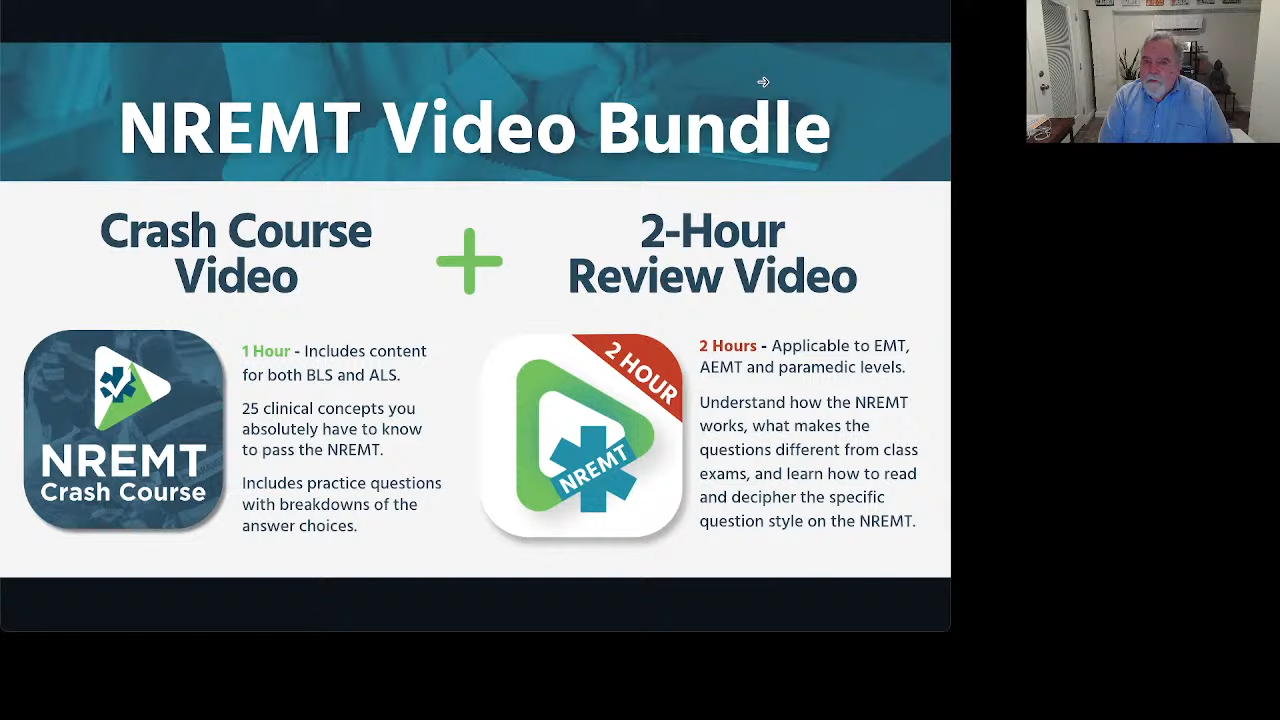 NREMT Video Bundle
Crash Course
Video
2-Hour
Review Video
NREMT
Crash Course
1 Hour - Includes content
for both BLS and ALS.
25 clinical concepts you
absolutely have to know
to pass the NREMT.
Includes practice questions
with breakdowns of the
answer choices.
2 HOUR
NREMT
2 Hours - Applicable to EMT,
AEMT and paramedic levels.
Understand how the NREMT
works, what makes the
questions different from class
exams, and learn how to read
and decipher the specific
question style on the NREMT.